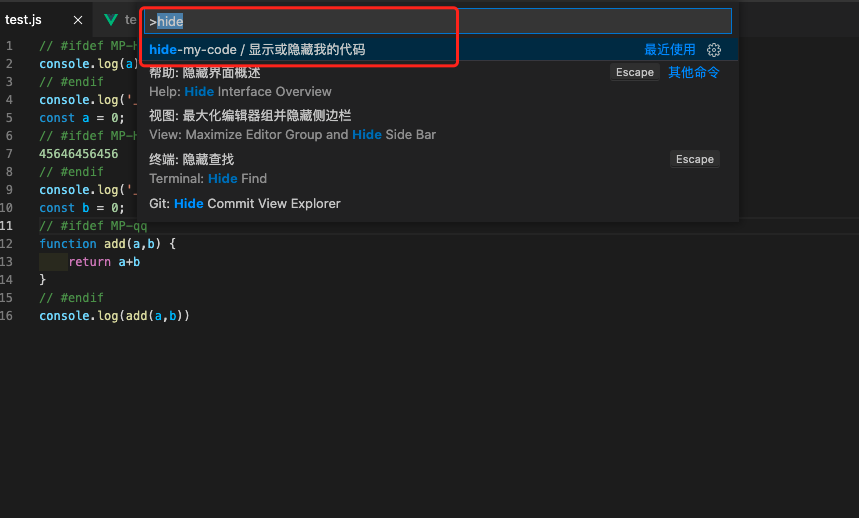 test.js
te
>hide
hide-my-code / 显示或隐藏我的代码
最近使用
帮助: 隐藏界面概述
Escape
其他命令
Help: Hide Interface Overview
视图: 最大化编辑器组并隐藏侧边栏
View: Maximize Editor Group and Hide Side Bar
终端: 隐藏查找
Escape
Terminal: Hide Find
Git: Hide Commit View Explorer
1 // #ifdef MP-H
2 console.log(a)
3 // #endif
4 console.log('
5 const a = 0;
6 // #ifdef MP-H
7 45646456456
8 // #endif
9 console.log('
10 const b = 0;
11 // #ifdef MP-qq
12 function add(a,b) {
13 return a+b
14 }
15 // #endif
16 console.log(add(a,b))